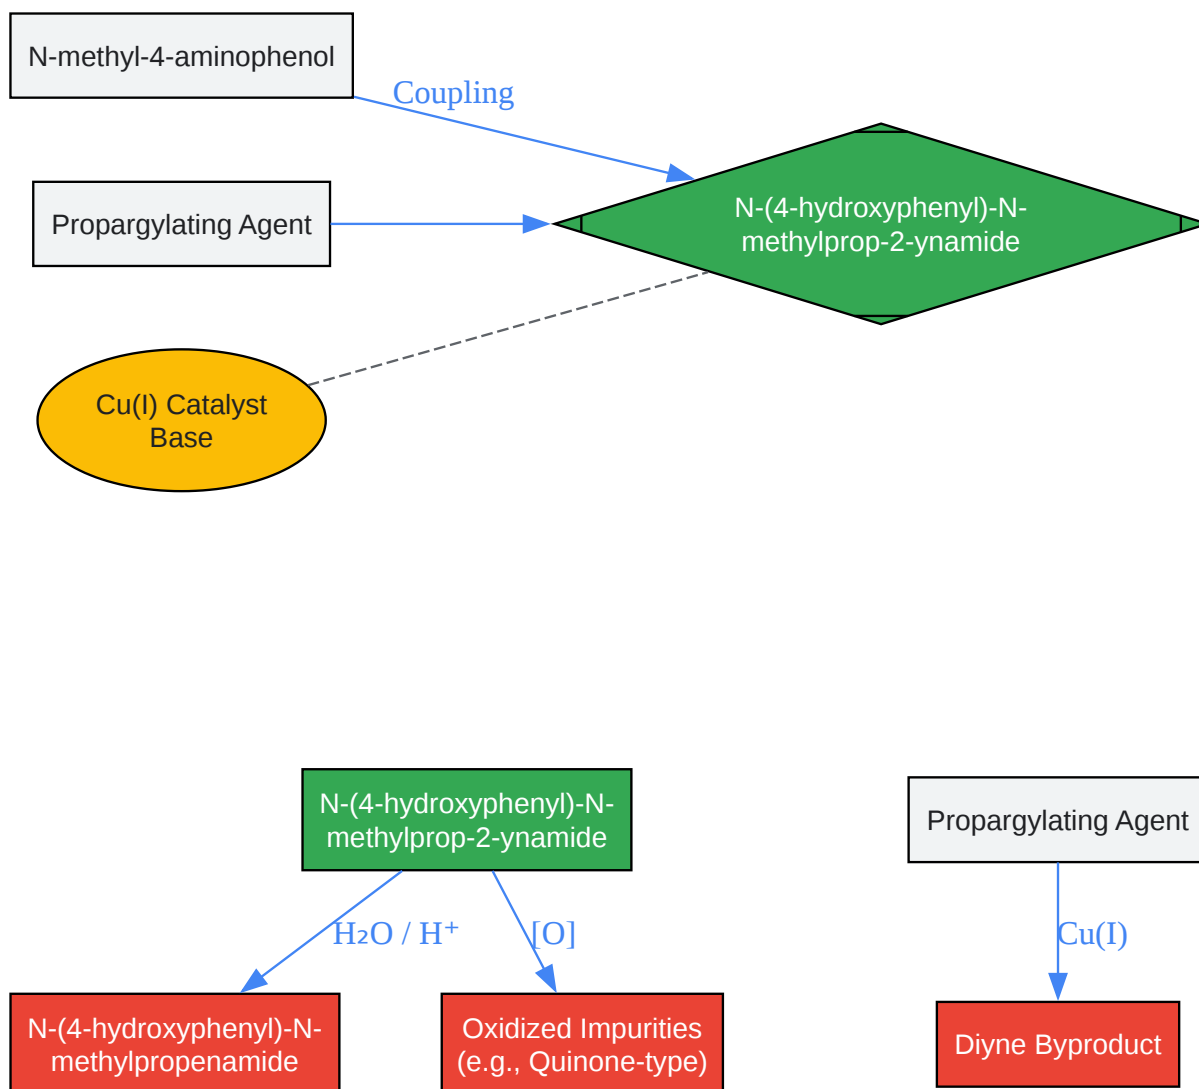 N-methyl-4-aminophenol
Coupling
Propargylating Agent
N-(4-hydroxyphenyl)-N-
methylprop-2-ynamide
Cu(I) Catalyst
Base
N-(4-hydroxyphenyl)-N-
methylprop-2-ynamide
Propargylating Agent
H₂O / H⁺
[O]
Cu(I)
N-(4-hydroxyphenyl)-N-
methylpropenamide
Oxidized Impurities
(e.g., Quinone-type)
Diyne Byproduct